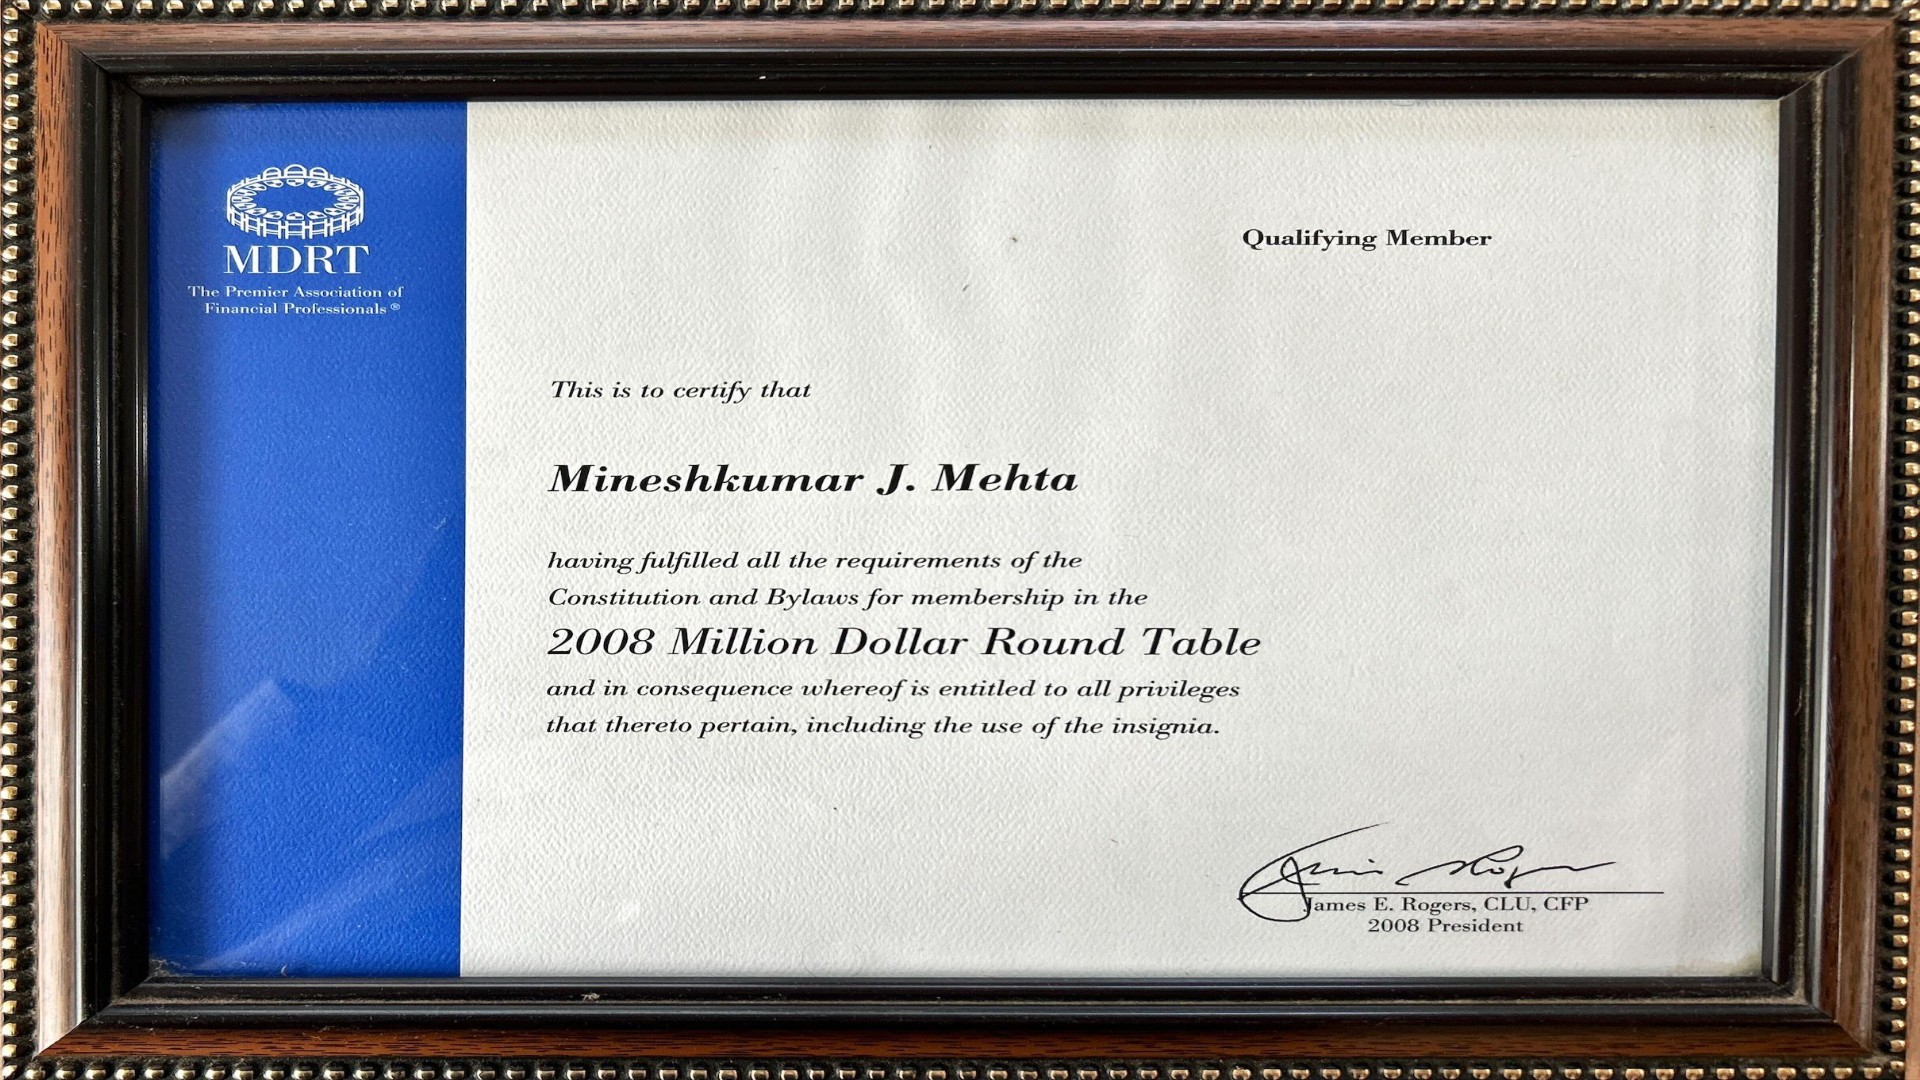 MDRT
The Premier Association of
Financial Professionals®
Qualifying Member
This is to certify that
Mineshkumar J. Mehta
having fulfilled all the requirements of the
Constitution and Bylaws for membership in the
2008 Million Dollar Round Table
and in consequence whereof is entitled to all privileges
that thereto pertain, including the use of the insignia.
James E. Rogers, CLU, CFP
2008 President